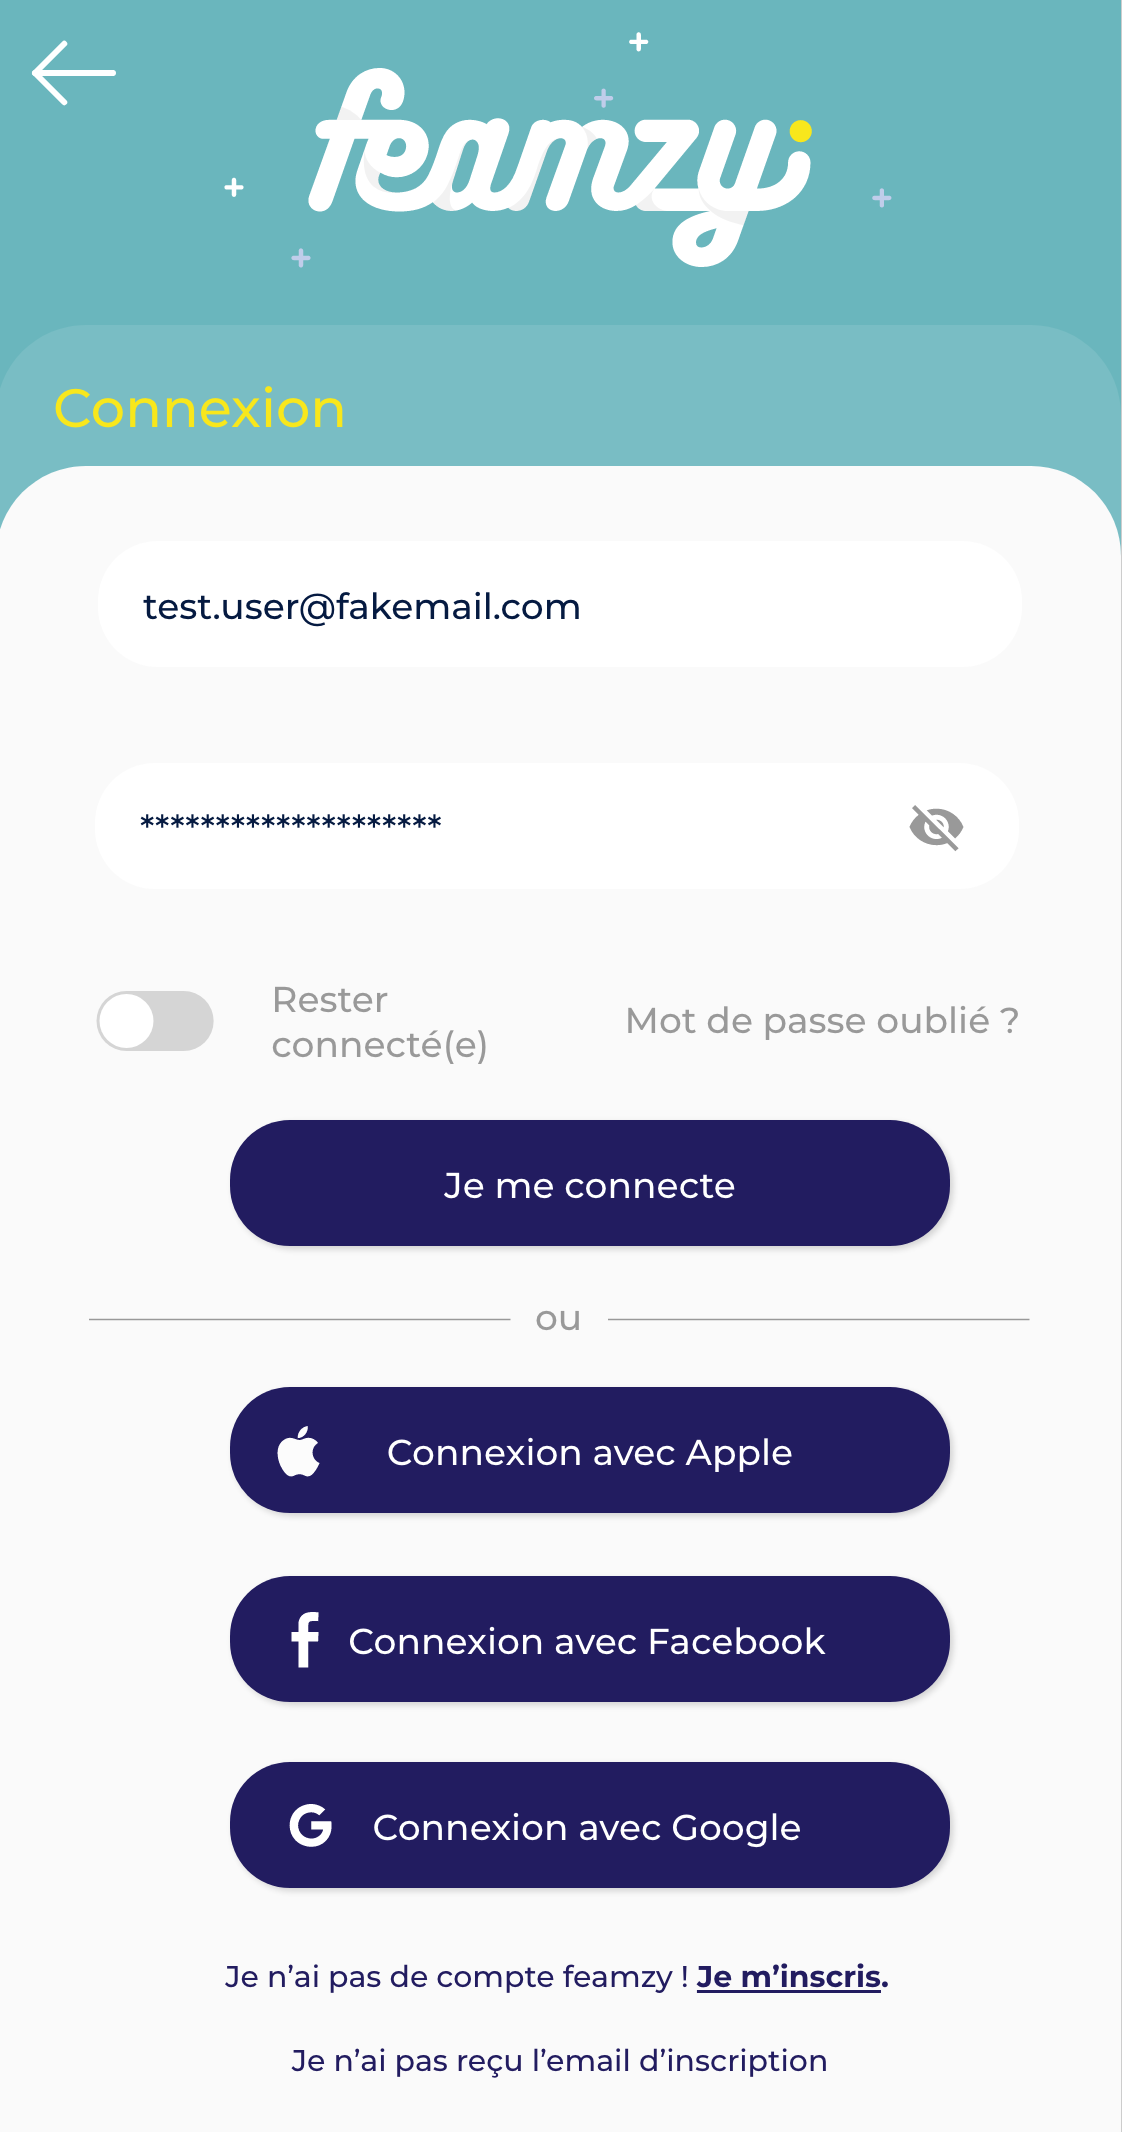 feamzy
Connexion
test.user@fakemail.com
********************
Rester
connecté(e)
Mot de passe oublié ?
Je me connecte
ou
Connexion avec Apple
Connexion avec Facebook
Connexion avec Google
Je n’ai pas de compte feamzy ! Je m’inscris.
Je n’ai pas reçu l’email d’inscription